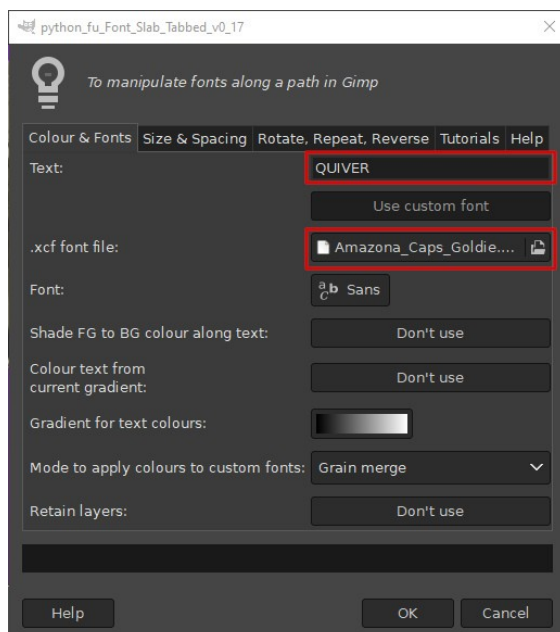 python_fu_Font_Slab_Tabbed_v0_17
To manipulate fonts along a path in Gimp
Colour & Fonts Size & Spacing Rotate, Repeat, Reverse Tutorials Help
Text: QUIVER
Use custom font
.xcf font file: Amazona_Caps_Goldie....
Font: abc Sans
Shade FG to BG colour along text: Don't use
Colour text from
current gradient: Don't use
Gradient for text colours:
Mode to apply colours to custom fonts: Grain merge
Retain layers: Don't use
Help OK Cancel